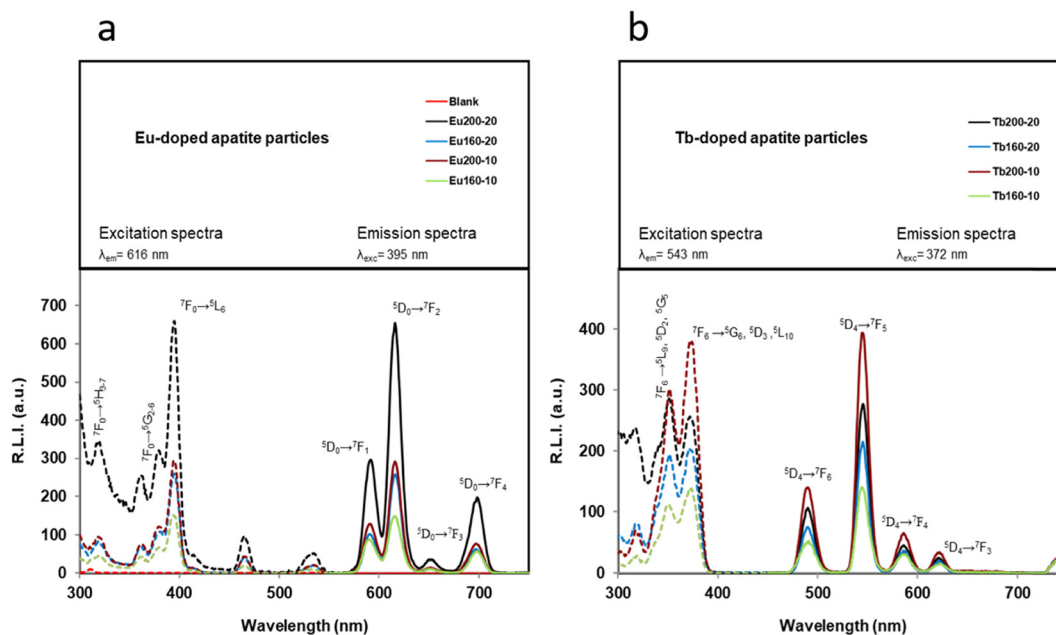 a
Blank
Eu200-20
Eu160-20
Eu200-10
Eu160-10
Eu-doped apatite particles
Excitation spectra
λem= 616 nm
Emission spectra
λexc= 395 nm
700
600
500
400
300
200
100
0
R.L.I. (a.u.)
⁷F₀→⁵H₃₋₇
⁷F₀→⁵G₂₋₆
⁷F₀→⁵L₆
⁵D₀→⁷F₁
⁵D₀→⁷F₂
⁵D₀→⁷F₃
⁵D₀→⁷F₄
300
400
500
600
700
Wavelength (nm)
b
Tb200-20
Tb160-20
Tb200-10
Tb160-10
Tb-doped apatite particles
Excitation spectra
λem= 543 nm
Emission spectra
λexc= 372 nm
400
300
200
100
0
R.L.I. (a.u.)
⁷F₆→⁵L₉, ⁵D₂, ⁵G₅
⁷F₆→⁵G₆, ⁵D₃, ⁵L₁₀
⁵D₄→⁷F₆
⁵D₄→⁷F₅
⁵D₄→⁷F₄
⁵D₄→⁷F₃
300
400
500
600
700
Wavelength (nm)